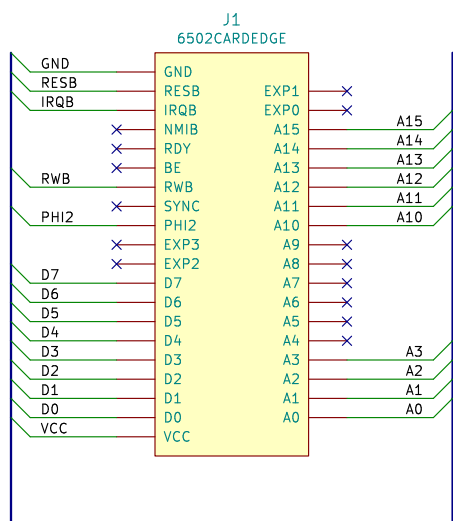 J1
6502CARDEDGE
GND GND
RESB RESB EXP1
IRQB IRQB EXP0
NMIB A15 A15
RDY A14 A14
BE A13 A13
RWB RWB A12 A12
SYNC A11 A11
PHI2 PHI2 A10 A10
EXP3 A9
EXP2 A8
D7 D7 A7
D6 D6 A6
D5 D5 A5
D4 D4 A4
D3 D3 A3 A3
D2 D2 A2 A2
D1 D1 A1 A1
D0 D0 A0 A0
VCC VCC